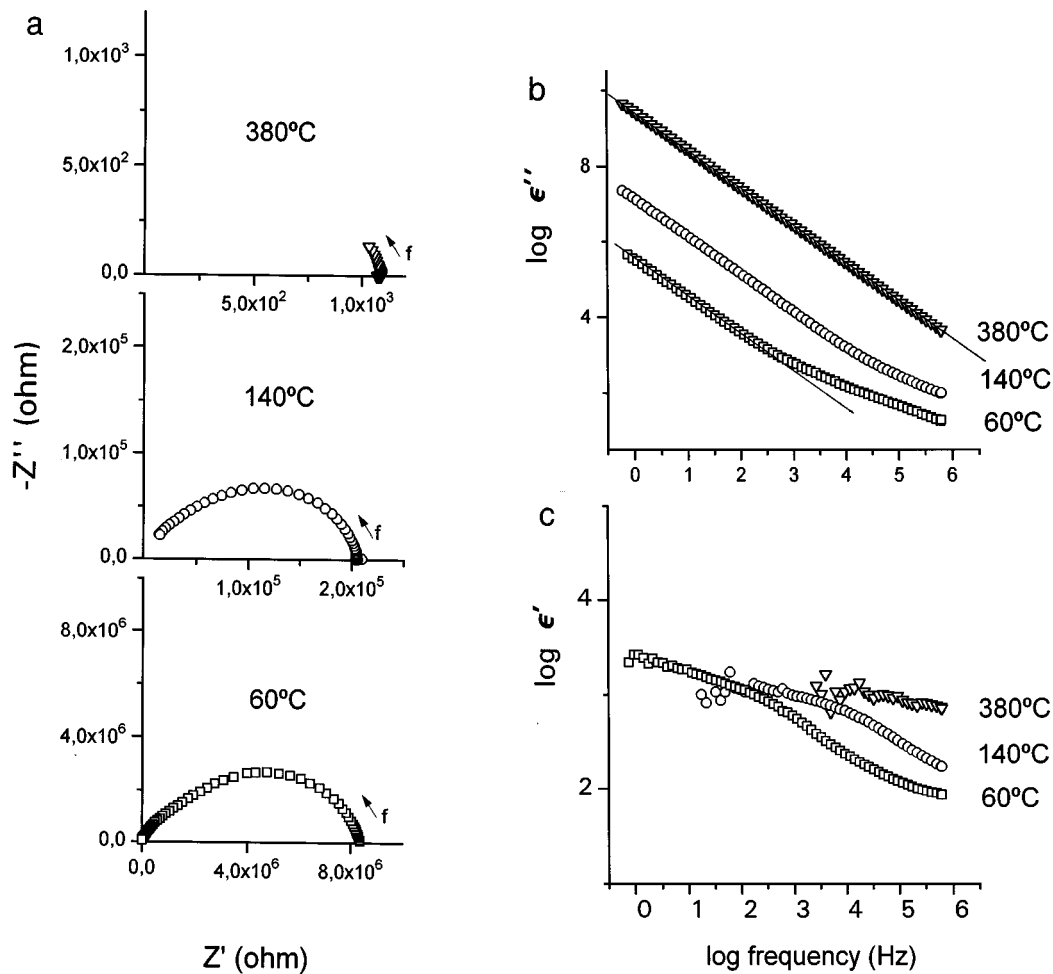 a
1,0x10³
380ºC
5,0x10²
f
0,0
5,0x10²
1,0x10³
2,0x10⁵
140ºC
1,0x10⁵
f
0,0
1,0x10⁵
2,0x10⁵
8,0x10⁶
60ºC
4,0x10⁶
f
0,0
0,0
4,0x10⁶
8,0x10⁶
-Z'' (ohm)
Z' (ohm)
b
8
4
log ϵ''
380ºC
140ºC
60ºC
0 1 2 3 4 5 6
c
4
2
log ϵ'
380ºC
140ºC
60ºC
0 1 2 3 4 5 6
log frequency (Hz)